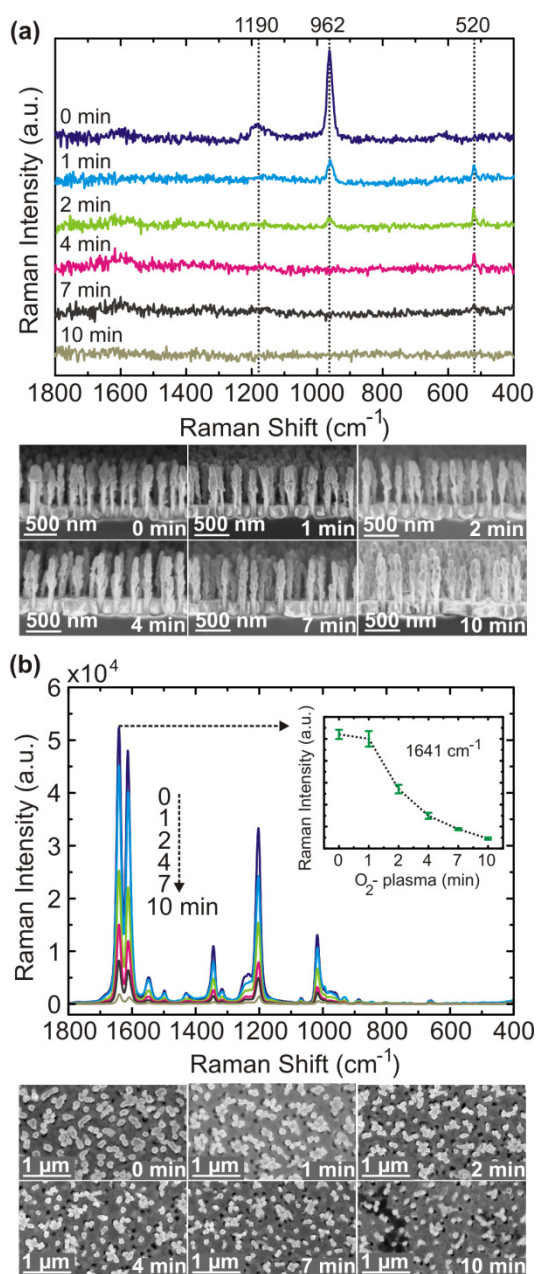 (a)
1190 962 520
Raman Intensity (a.u.)
0 min
1 min
2 min
4 min
7 min
10 min
1800 1600 1400 1200 1000 800 600 400
Raman Shift (cm⁻¹)
500 nm 0 min 500 nm 1 min 500 nm 2 min
500 nm 4 min 500 nm 7 min 500 nm 10 min
(b)
×10⁴
Raman Intensity (a.u.)
6
5
4
3
2
1
0
0
1
2
4
7
10 min
Raman Intensity (a.u.)
1641 cm⁻¹
0 1 2 4 7 10
O₂- plasma (min)
1800 1600 1400 1200 1000 800 600 400
Raman Shift (cm⁻¹)
1 μm 0 min 1 μm 1 min 1 μm 2 min
1 μm 4 min 1 μm 7 min 1 μm 10 min